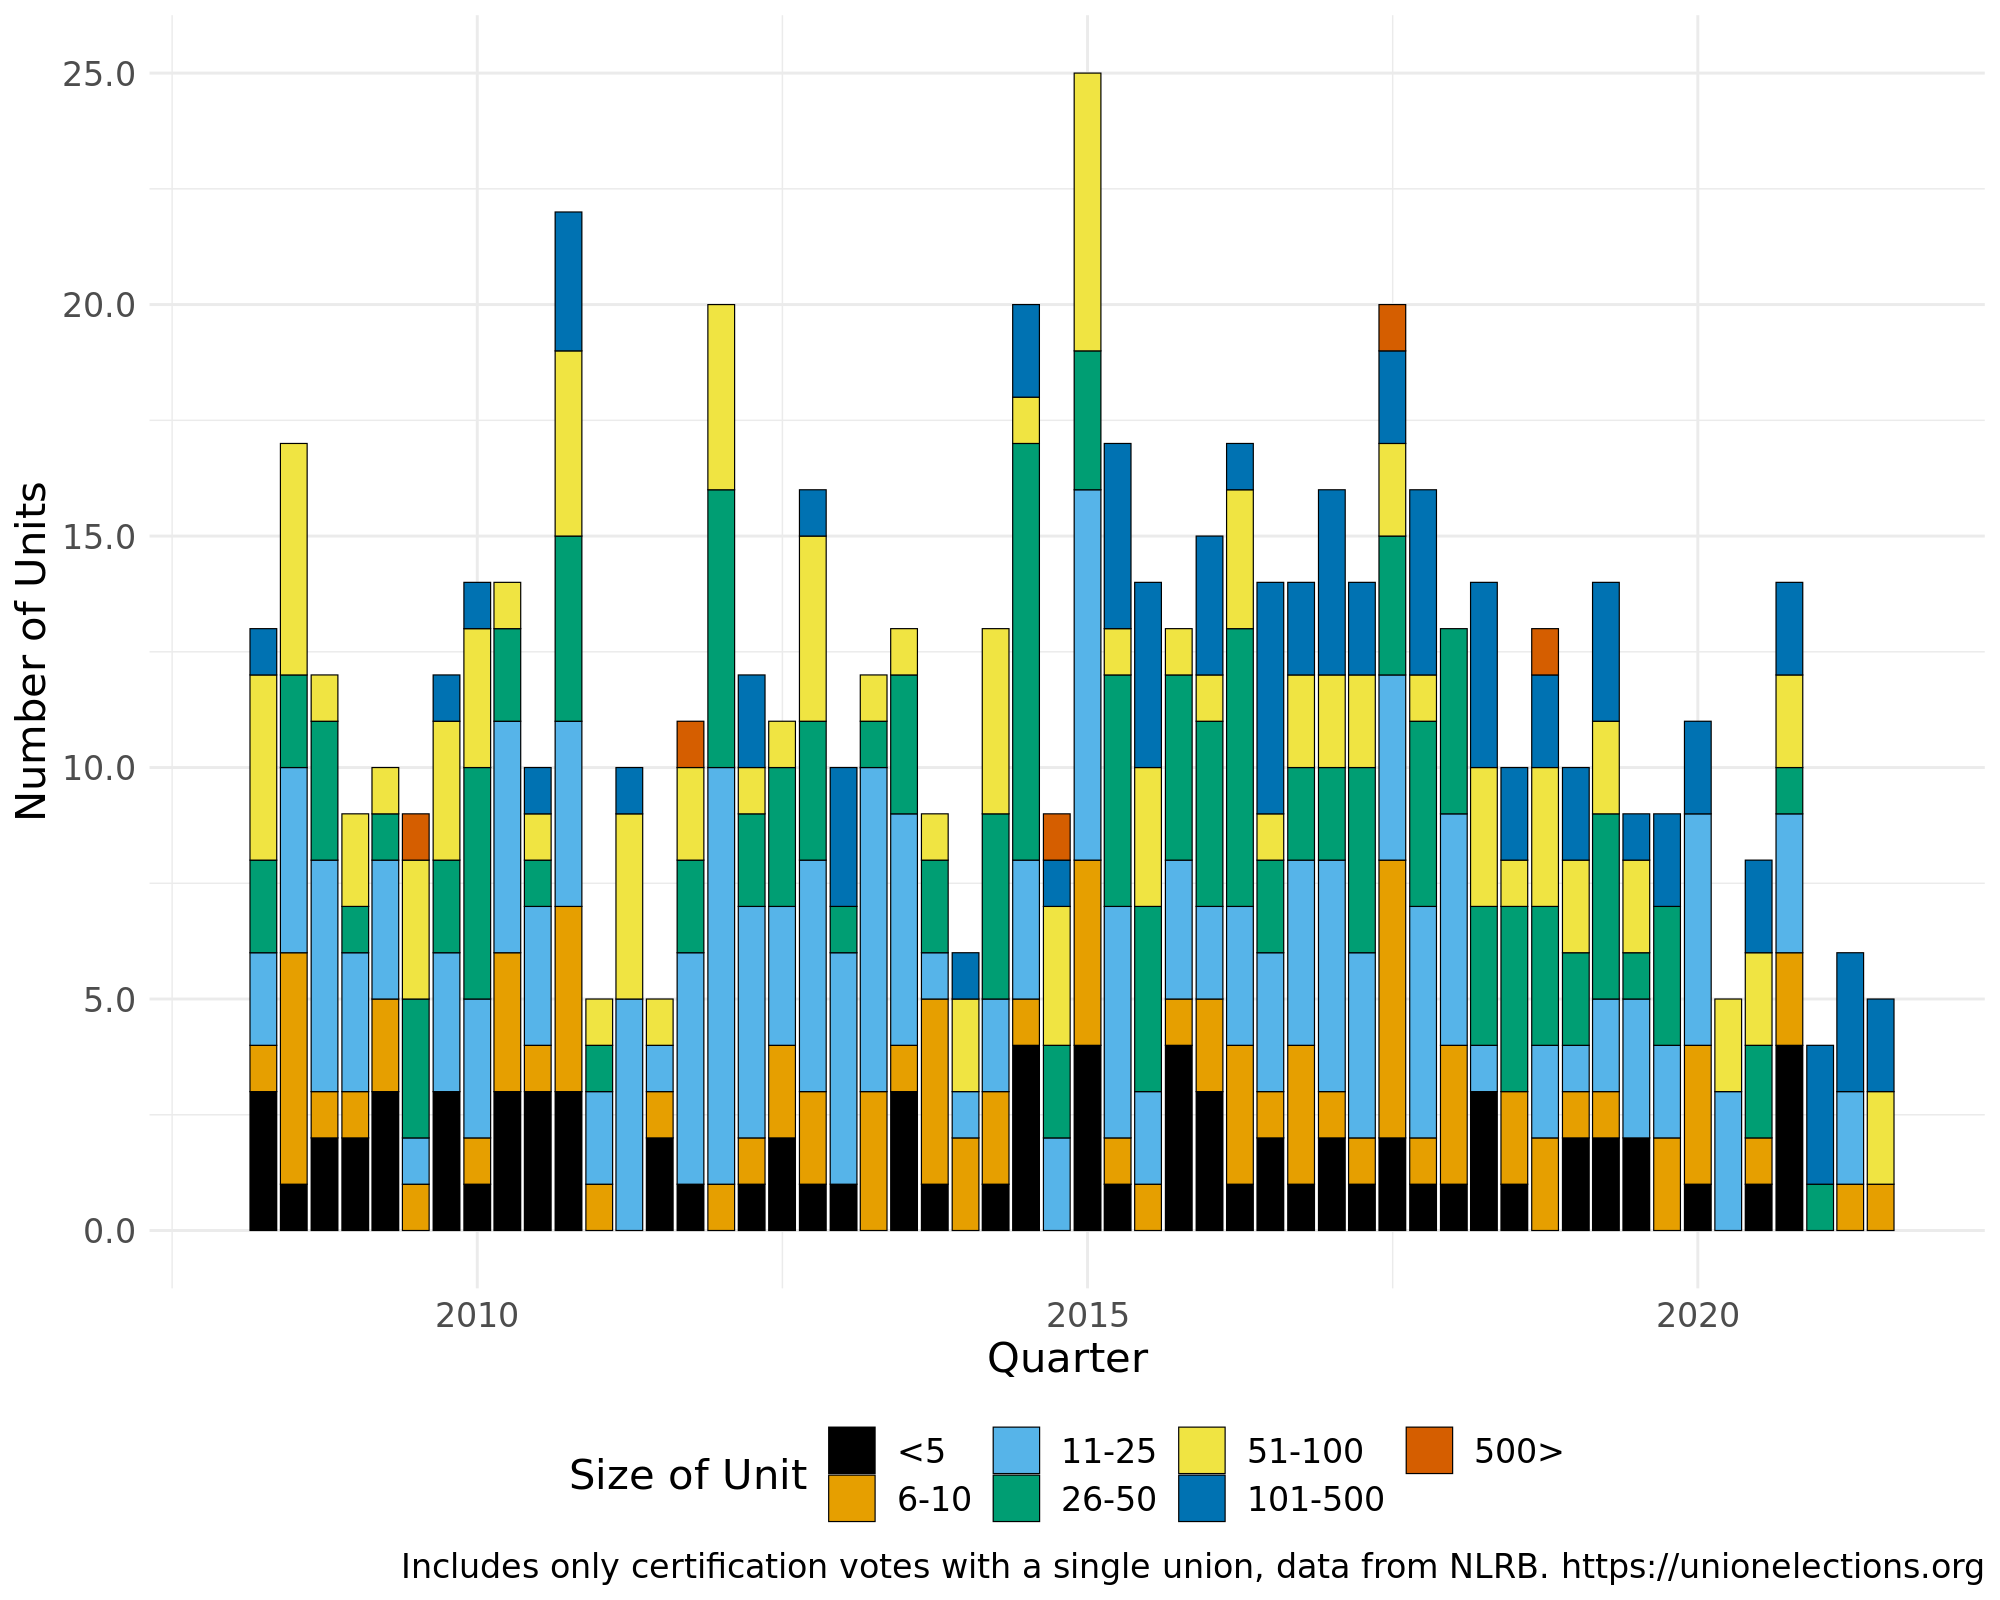 25.0
20.0
15.0
10.0
5.0
0.0
Number of Units
2010 2015 2020
Quarter
Size of Unit
<5 11-25 51-100 500>
6-10 26-50 101-500
Includes only certification votes with a single union, data from NLRB. https://unionelections.org